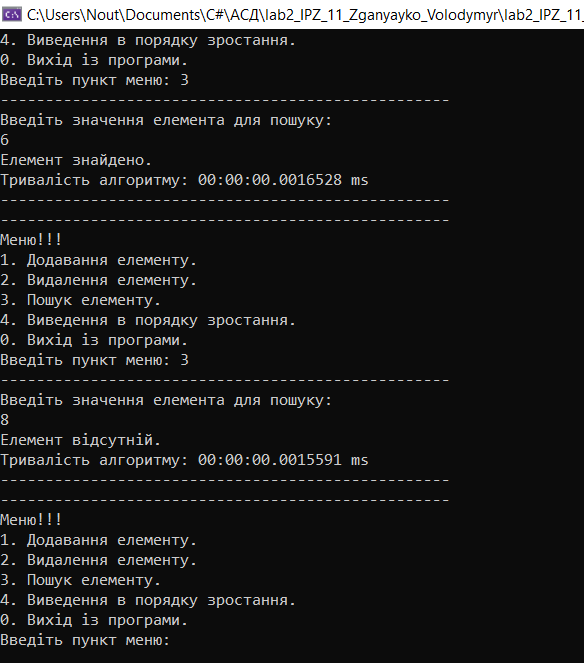 C:\Users\Nout\Documents\C#\АСД\lab2_IPZ_11_Zganyayko_Volodymyr\lab2_IPZ_11_
4. Виведення в порядку зростання.
0. Вихід із програми.
Введіть пункт меню: 3
--------------------------------------------------
Введіть значення елемента для пошуку:
6
Елемент знайдено.
Тривалість алгоритму: 00:00:00.0016528 ms
--------------------------------------------------
--------------------------------------------------
Меню!!!
1. Додавання елементу.
2. Видалення елементу.
3. Пошук елементу.
4. Виведення в порядку зростання.
0. Вихід із програми.
Введіть пункт меню: 3
--------------------------------------------------
Введіть значення елемента для пошуку:
8
Елемент відсутній.
Тривалість алгоритму: 00:00:00.0015591 ms
--------------------------------------------------
--------------------------------------------------
Меню!!!
1. Додавання елементу.
2. Видалення елементу.
3. Пошук елементу.
4. Виведення в порядку зростання.
0. Вихід із програми.
Введіть пункт меню: